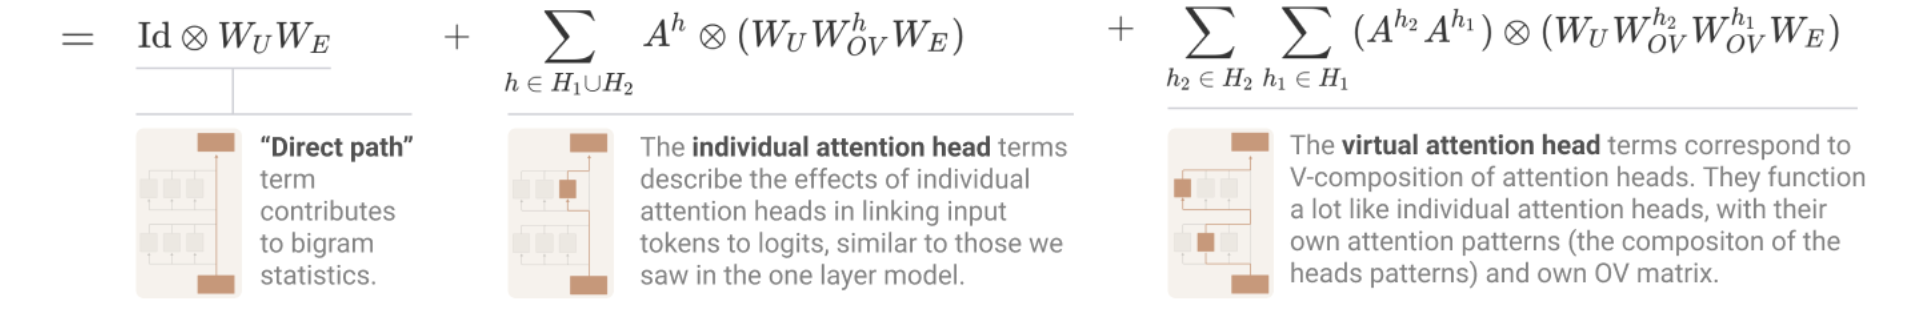 = Id ⊗ W_U W_E + ∑_{h ∈ H_1∪H_2} A^h ⊗ (W_U W_{OV}^h W_E) + ∑_{h_2 ∈ H_2} ∑_{h_1 ∈ H_1} (A^{h_2} A^{h_1}) ⊗ (W_U W_{OV}^{h_2} W_{OV}^{h_1} W_E)
“Direct path”
term
contributes
to bigram
statistics.
The individual attention head terms
describe the effects of individual
attention heads in linking input
tokens to logits, similar to those we
saw in the one layer model.
The virtual attention head terms correspond to
V-composition of attention heads. They function
a lot like individual attention heads, with their
own attention patterns (the compositon of the
heads patterns) and own OV matrix.